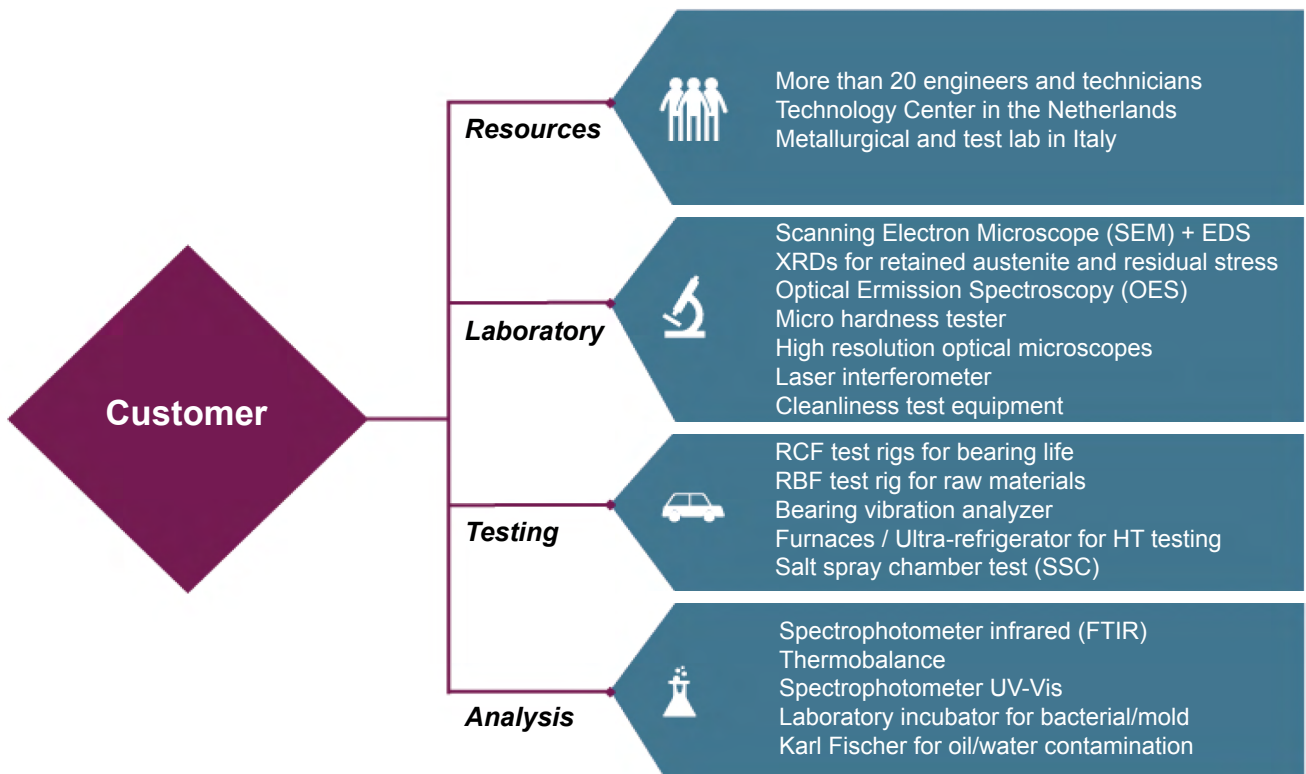 Customer
Resources
More than 20 engineers and technicians
Technology Center in the Netherlands
Metallurgical and test lab in Italy
Laboratory
Scanning Electron Microscope (SEM) + EDS
XRDs for retained austenite and residual stress
Optical Ermission Spectroscopy (OES)
Micro hardness tester
High resolution optical microscopes
Laser interferometer
Cleanliness test equipment
Testing
RCF test rigs for bearing life
RBF test rig for raw materials
Bearing vibration analyzer
Furnaces / Ultra-refrigerator for HT testing
Salt spray chamber test (SSC)
Analysis
Spectrophotometer infrared (FTIR)
Thermobalance
Spectrophotometer UV-Vis
Laboratory incubator for bacterial/mold
Karl Fischer for oil/water contamination